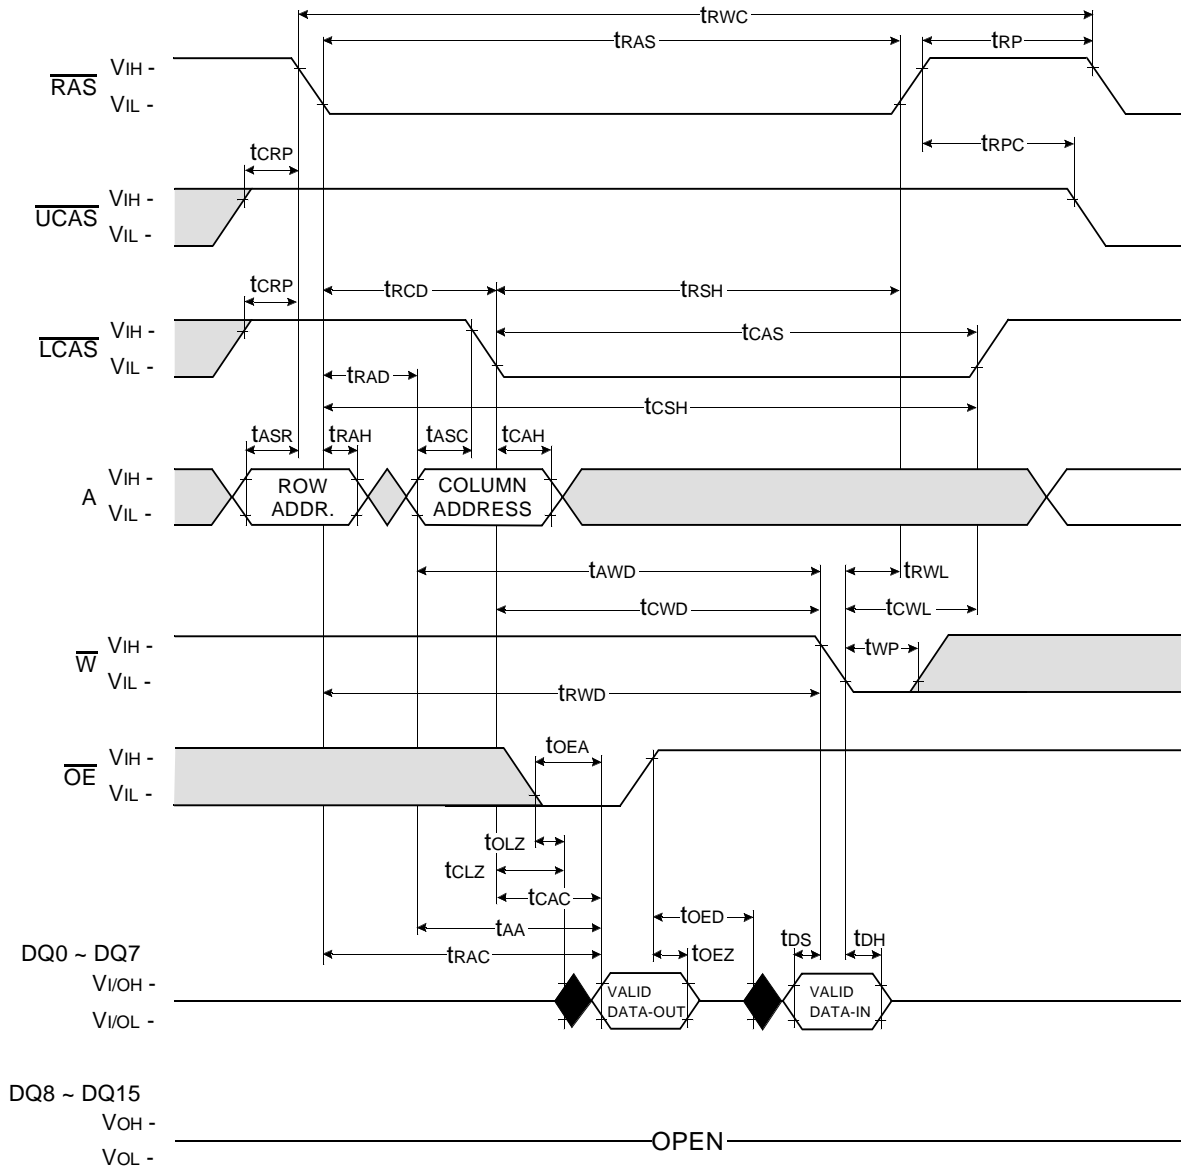 tRWC
tRAS
tRP
RAS
VIH -
VIL -
tCRP
tRPC
UCAS
VIH -
VIL -
tCRP
tRCD
tRSH
LCAS
VIH -
VIL -
tCAS
tRAD
tCSH
tASR
tRAH
tASC
tCAH
A
VIH -
VIL -
ROW
ADDR.
COLUMN
ADDRESS
tAWD
tRWL
tCWD
tCWL
W
VIH -
VIL -
tWP
tRWD
OE
VIH -
VIL -
tOEA
tOLZ
tCLZ
tCAC
tOED
tAA
tDS
tDH
DQ0 ~ DQ7
tRAC
tOEZ
VI/OH -
VI/OL -
VALID
DATA-OUT
VALID
DATA-IN
DQ8 ~ DQ15
VOH -
VOL -
OPEN